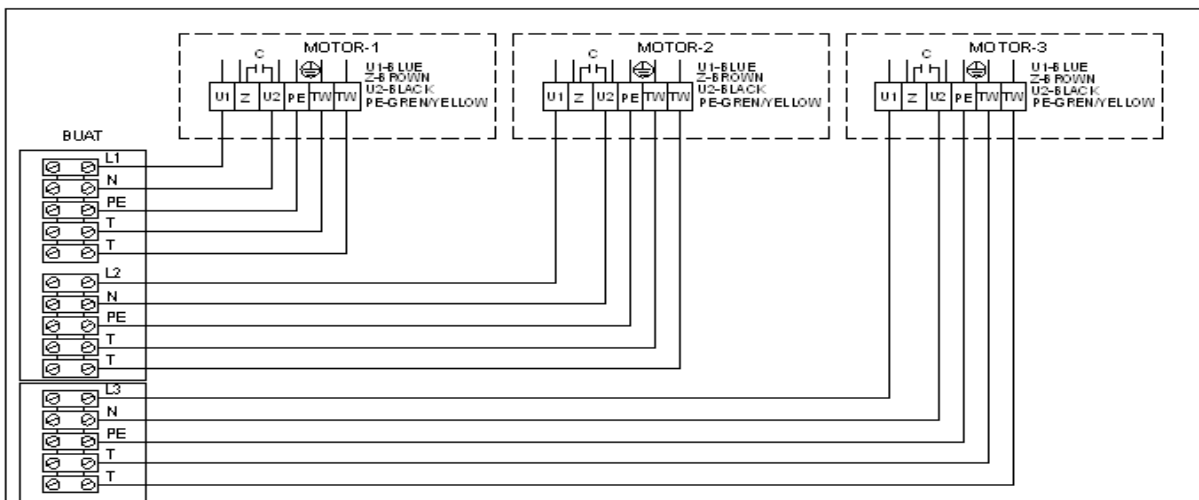 MOTOR-1
C
U1-BLUE
Z-BROWN
U2-BLACK
PE-GREN/YELLOW
U1 Z U2 PE TW TW
MOTOR-2
C
U1-BLUE
Z-BROWN
U2-BLACK
PE-GREN/YELLOW
U1 Z U2 PE TW TW
MOTOR-3
C
U1-BLUE
Z-BROWN
U2-BLACK
PE-GREN/YELLOW
U1 Z U2 PE TW TW
BUAT
L1
N
PE
T
T
L2
N
PE
T
T
L3
N
PE
T
T